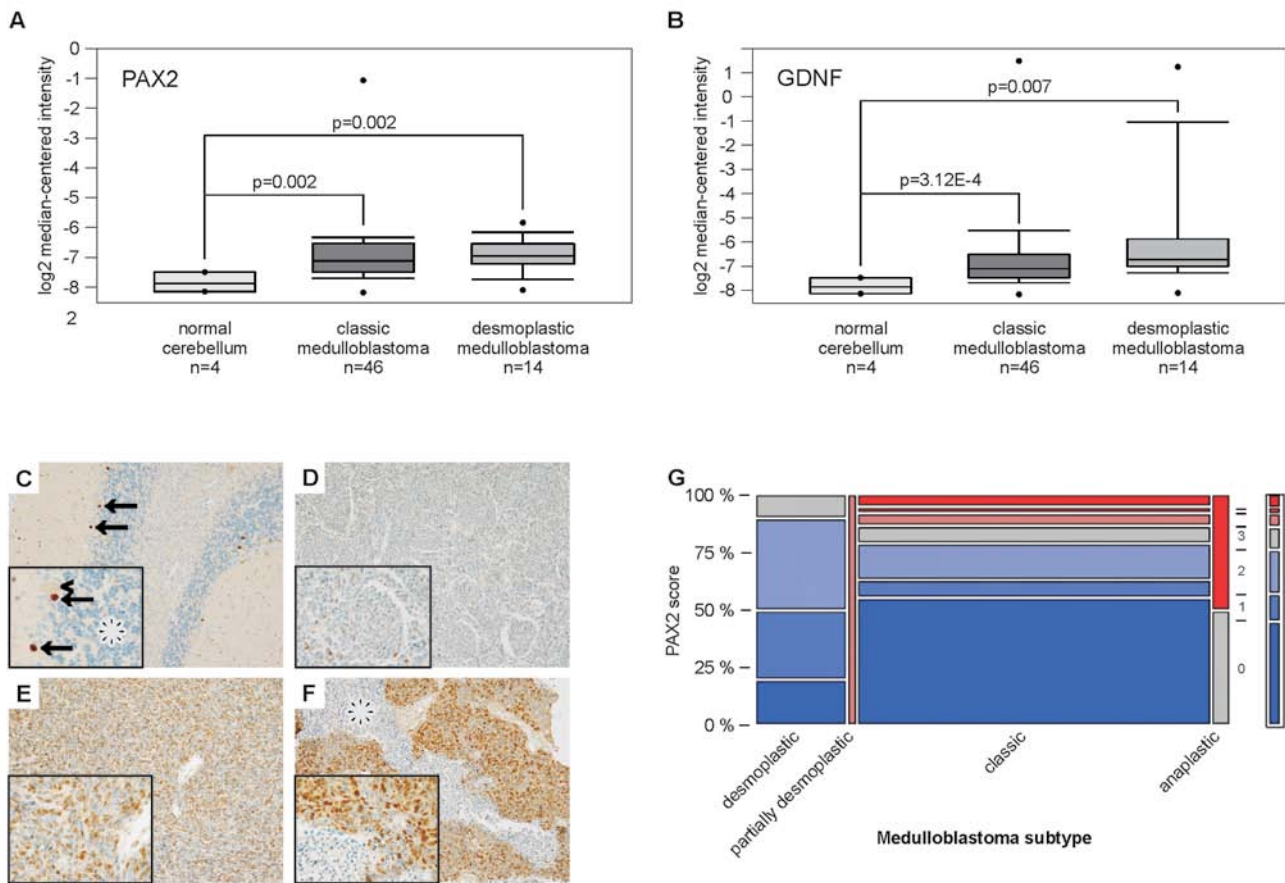 A
B
0
-1
-2
-3
-4
-5
-6
-7
-8
2
log2 median-centered intensity
PAX2
p=0.002
p=0.002
normal
cerebellum
n=4
classic
medulloblastoma
n=46
desmoplastic
medulloblastoma
n=14
1
0
-1
-2
-3
-4
-5
-6
-7
-8
log2 median-centered intensity
GDNF
p=0.007
p=3.12E-4
normal
cerebellum
n=4
classic
medulloblastoma
n=46
desmoplastic
medulloblastoma
n=14
C
D
E
F
G
100 %
75 %
50 %
25 %
0 %
PAX2 score
3
2
1
0
desmoplastic
partially desmoplastic
classic
anaplastic
Medulloblastoma subtype